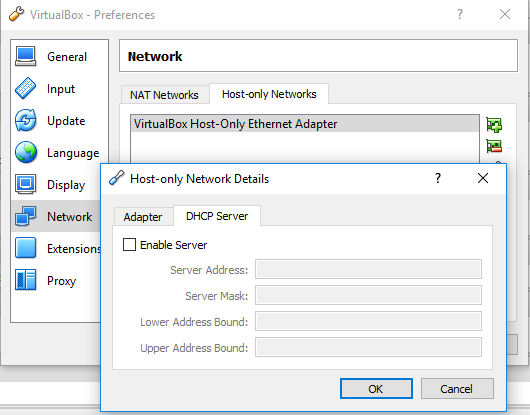 VirtualBox - Preferences
?
General
Input
Update
Language
Display
Network
Extensions
Proxy
Network
NAT Networks
Host-only Networks
VirtualBox Host-Only Ethernet Adapter
Host-only Network Details
?
Adapter
DHCP Server
Enable Server
Server Address:
Server Mask:
Lower Address Bound:
Upper Address Bound:
OK
Cancel